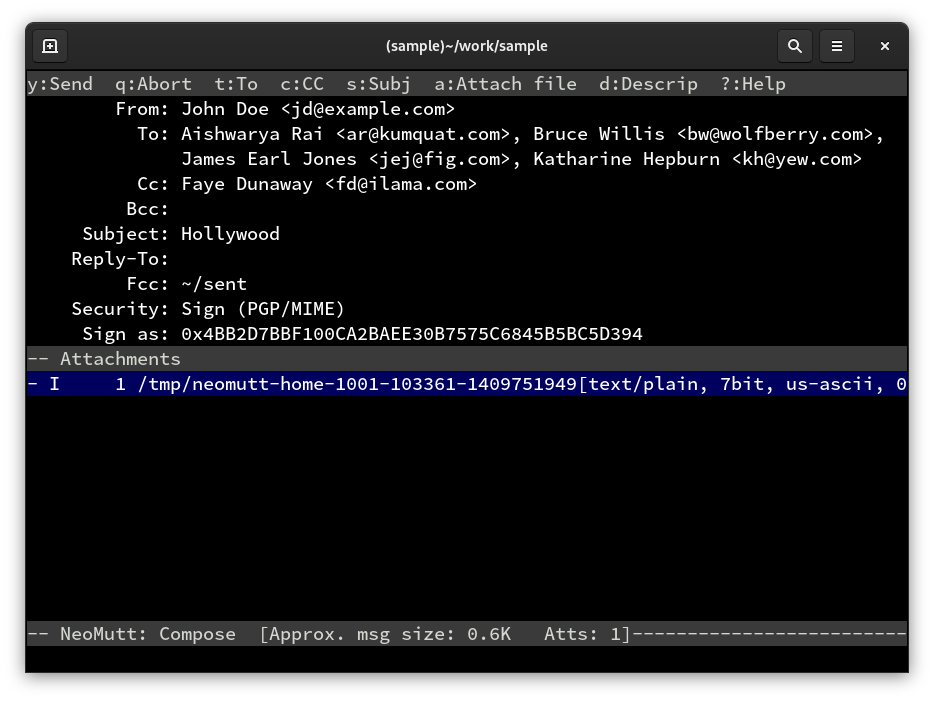 (sample)~/work/sample
y:Send  q:Abort  t:To  c:CC  s:Subj  a:Attach file  d:Descrip  ?:Help
From: John Doe <jd@example.com>
To: Aishwarya Rai <ar@kumquat.com>, Bruce Willis <bw@wolfberry.com>,
James Earl Jones <jej@fig.com>, Katharine Hepburn <kh@yew.com>
Cc: Faye Dunaway <fd@ilama.com>
Bcc:
Subject: Hollywood
Reply-To:
Fcc: ~/sent
Security: Sign (PGP/MIME)
Sign as: 0x4BB2D7BBF100CA2BAEE30B7575C6845B5BC5D394
-- Attachments
- I     1 /tmp/neomutt-home-1001-103361-1409751949[text/plain, 7bit, us-ascii, 0
-- NeoMutt: Compose  [Approx. msg size: 0.6K   Atts: 1]-------------------------